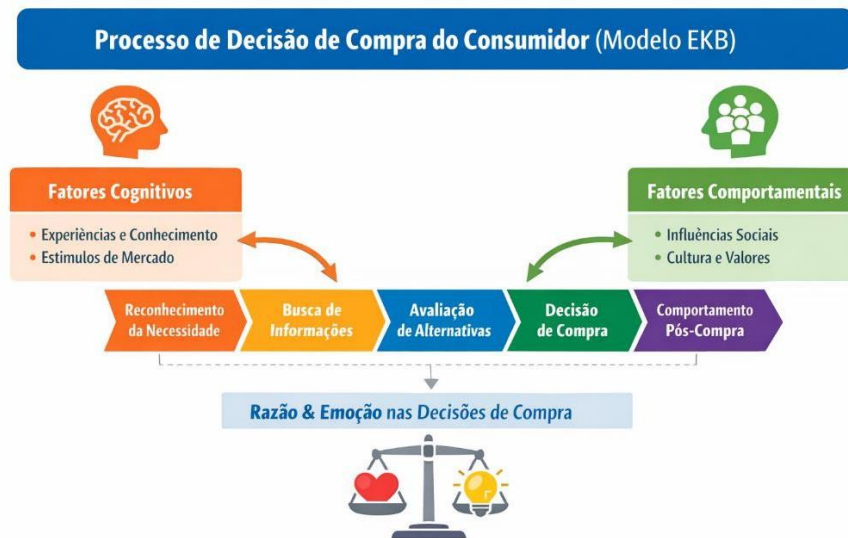 Processo de Decisão de Compra do Consumidor (Modelo EKB)
Fatores Cognitivos
• Experiències e Conhecimento
• Estimulos de Mercado
Fatores Comportamentais
• Influências Sociais
• Cultura e Valores
Reconhecimento
da Necessidade
Busca de
Informações
Avaliação
de Alternativas
Decisão
de Compra
Comportamento
Pós-Compra
Razão & Emoção nas Decisões de Compra